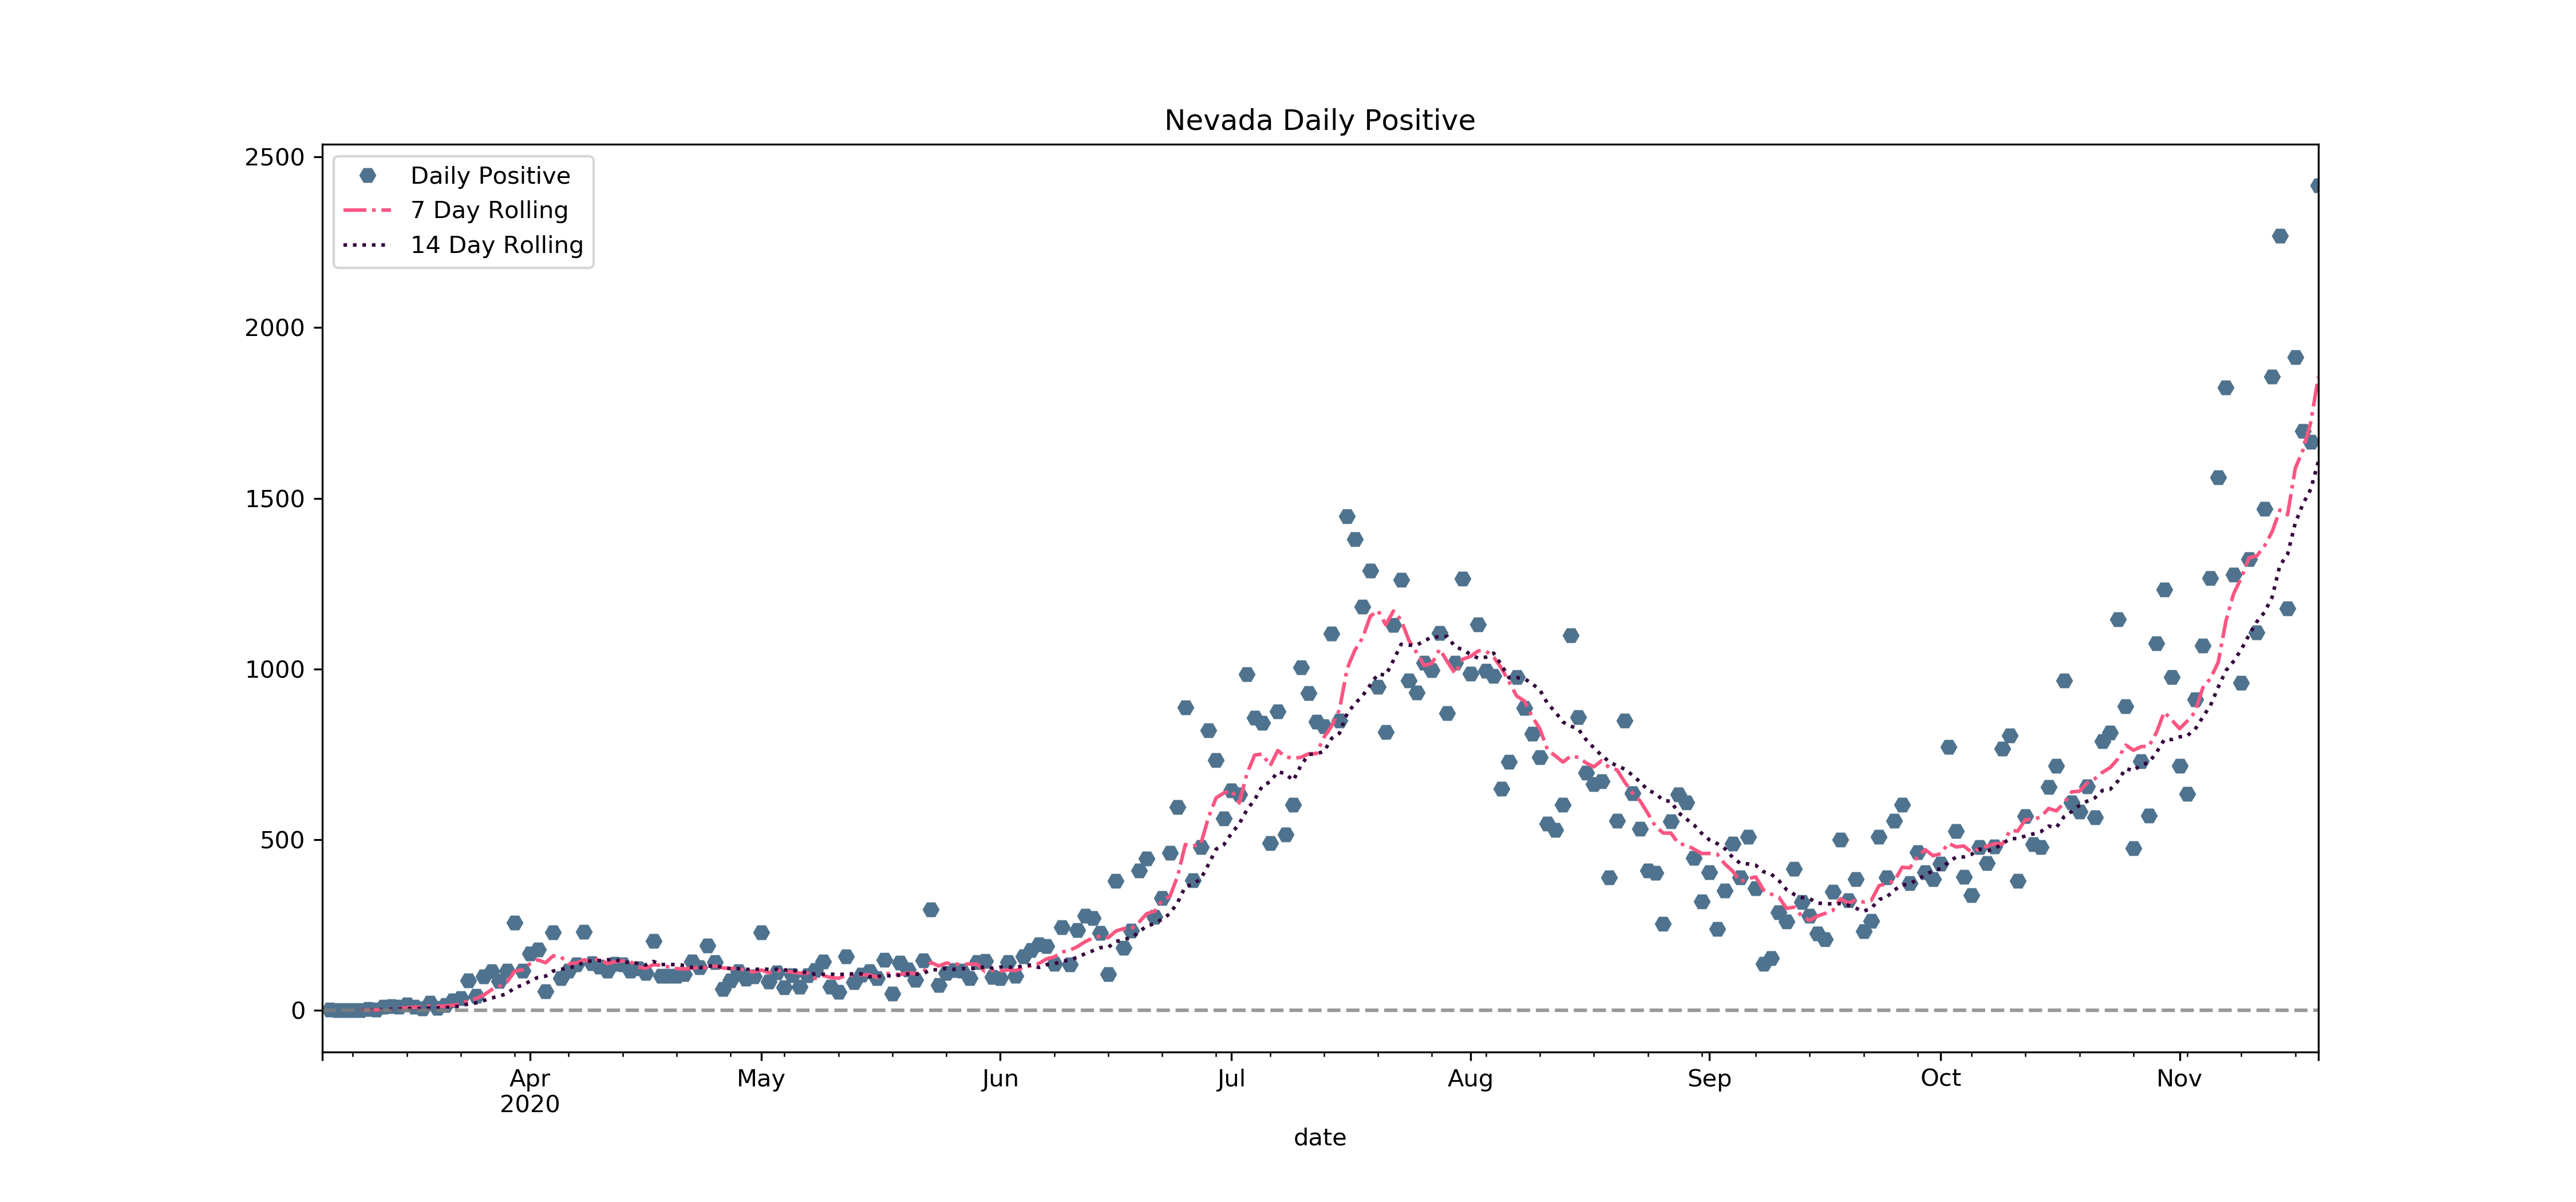 Nevada Daily Positive
2500
2000
1500
1000
500
0
Daily Positive
7 Day Rolling
14 Day Rolling
Apr
2020
May
Jun
Jul
Aug
Sep
Oct
Nov
date